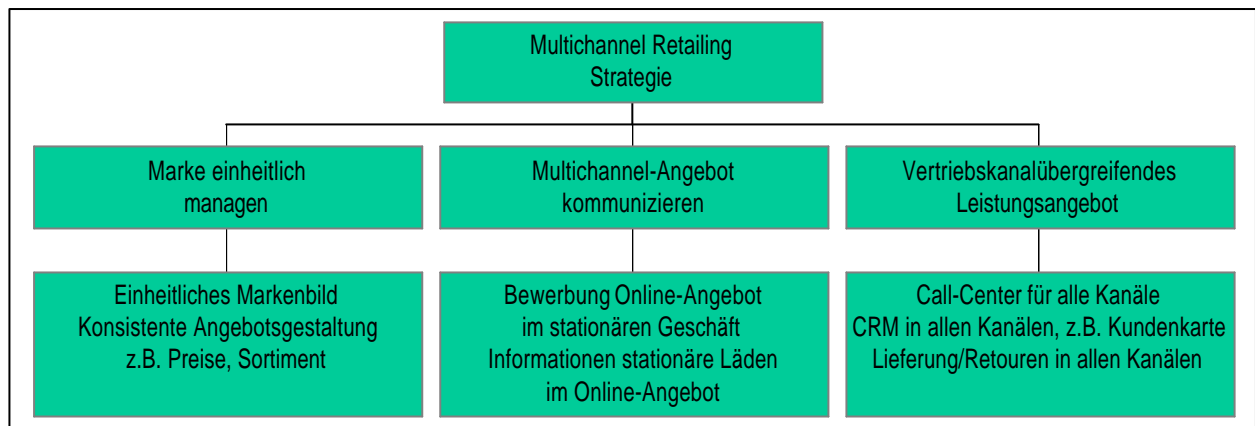 Multichannel Retailing
Strategie
Marke einheitlich
managen
Multichannel-Angebot
kommunizieren
Vertriebskanalübergreifendes
Leistungsangebot
Einheitliches Markenbild
Konsistente Angebotsgestaltung
z.B. Preise, Sortiment
Bewerbung Online-Angebot
im stationären Geschäft
Informationen stationäre Läden
im Online-Angebot
Call-Center für alle Kanäle
CRM in allen Kanälen, z.B. Kundenkarte
Lieferung/Retouren in allen Kanälen